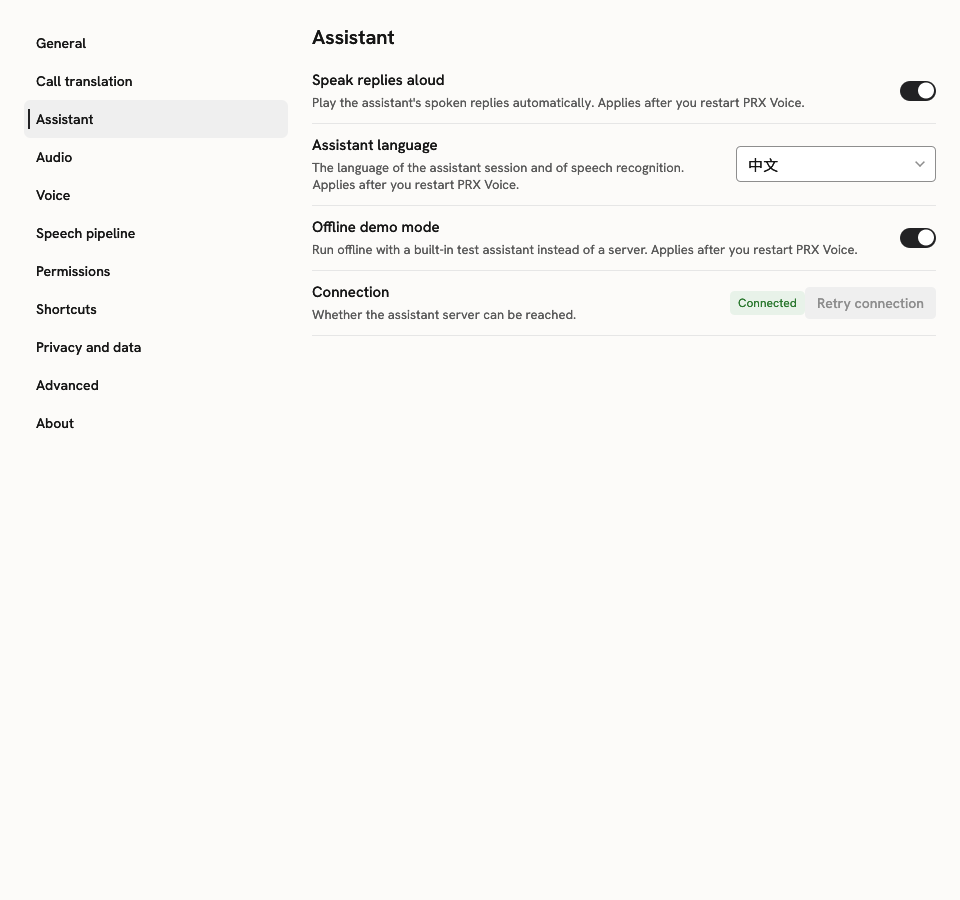 General
Call translation
Assistant
Audio
Voice
Speech pipeline
Permissions
Shortcuts
Privacy and data
Advanced
About
Assistant
Speak replies aloud
Play the assistant's spoken replies automatically. Applies after you restart PRX Voice.
Assistant language
The language of the assistant session and of speech recognition.
Applies after you restart PRX Voice.
中文
Offline demo mode
Run offline with a built-in test assistant instead of a server. Applies after you restart PRX Voice.
Connection
Whether the assistant server can be reached.
Connected
Retry connection